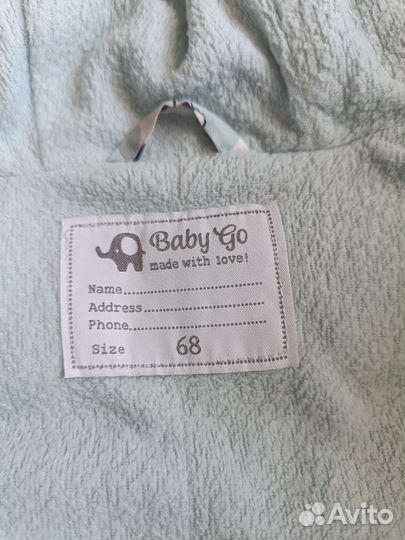 Baby Go
made with love!
Name..................
Address..............
Phone.................
Size 68
Avito